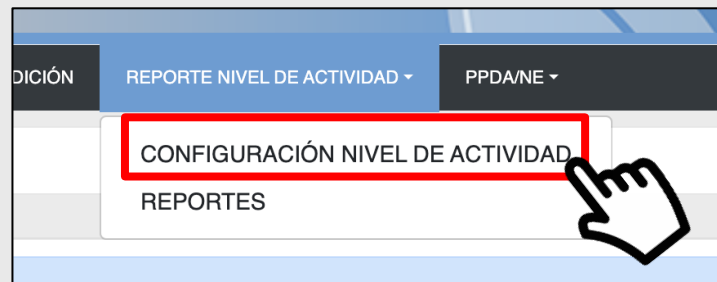 DICIÓN REPORTE NIVEL DE ACTIVIDAD PPDA/NE
CONFIGURACIÓN NIVEL DE ACTIVIDAD
REPORTES